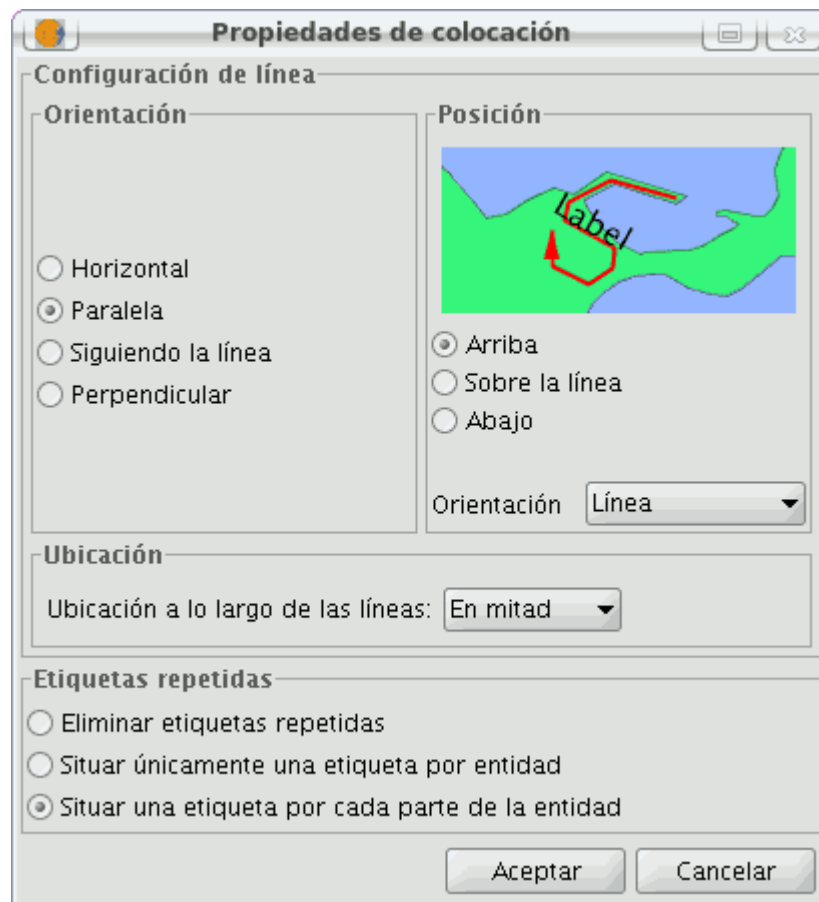 Propiedades de colocación
Configuración de línea
Orientación
Horizontal
Paralela
Siguiendo la línea
Perpendicular
Posición
Label
Arriba
Sobre la línea
Abajo
Orientación Línea
Ubicación
Ubicación a lo largo de las líneas: En mitad
Etiquetas repetidas
Eliminar etiquetas repetidas
Situar únicamente una etiqueta por entidad
Situar una etiqueta por cada parte de la entidad
Aceptar Cancelar